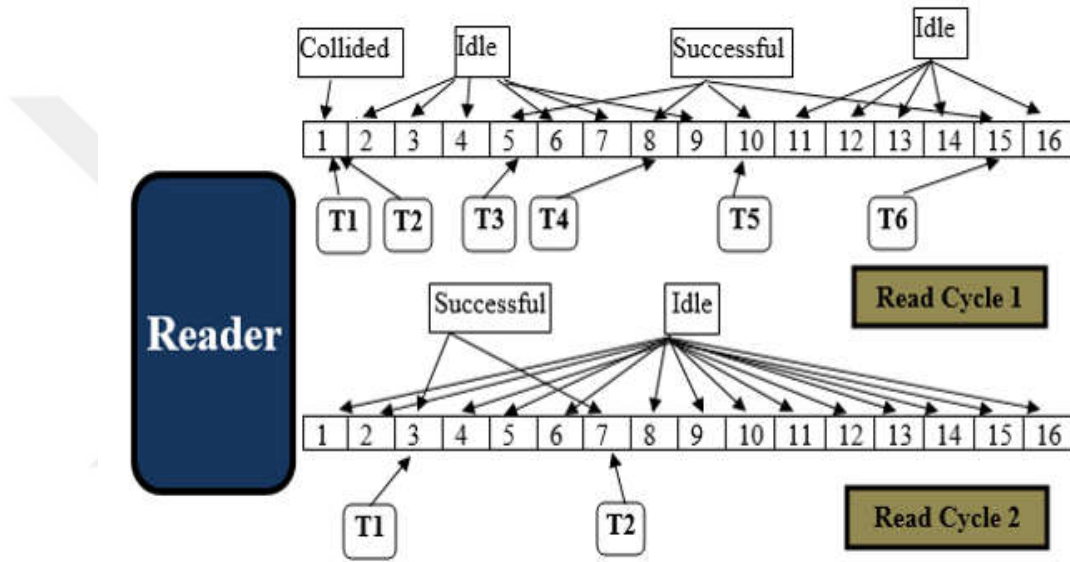 Collided Idle Successful Idle
1 2 3 4 5 6 7 8 9 10 11 12 13 14 15 16
T1 T2 T3 T4 T5 T6
Read Cycle 1
Reader
Successful Idle
1 2 3 4 5 6 7 8 9 10 11 12 13 14 15 16
T1 T2
Read Cycle 2